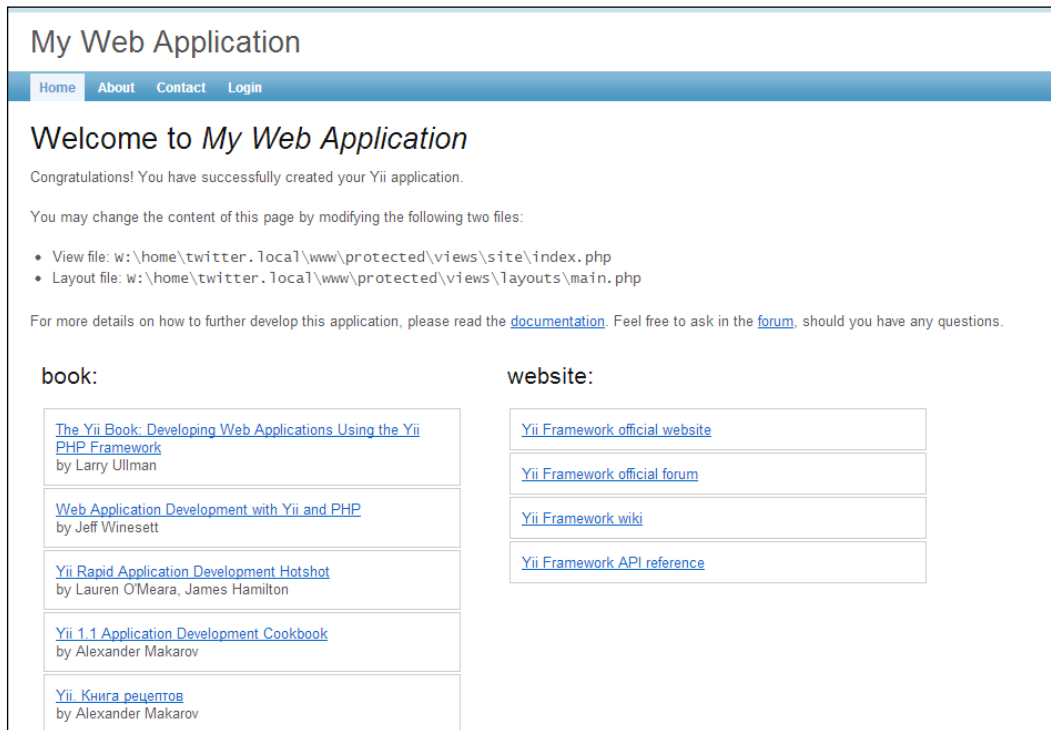 My Web Application
Home About Contact Login
Welcome to My Web Application
Congratulations! You have successfully created your Yii application.
You may change the content of this page by modifying the following two files:
• View file: W:\home\twitter.local\www\protected\views\site\index.php
• Layout file: W:\home\twitter.local\www\protected\views\layouts\main.php
For more details on how to further develop this application, please read the documentation. Feel free to ask in the forum, should you have any questions.
book:
The Yii Book: Developing Web Applications Using the Yii
PHP Framework
by Larry Ullman
Web Application Development with Yii and PHP
by Jeff Winesett
Yii Rapid Application Development Hotshot
by Lauren O'Meara, James Hamilton
Yii 1.1 Application Development Cookbook
by Alexander Makarov
Yii. Книга рецептов
by Alexander Makarov
website:
Yii Framework official website
Yii Framework official forum
Yii Framework wiki
Yii Framework API reference